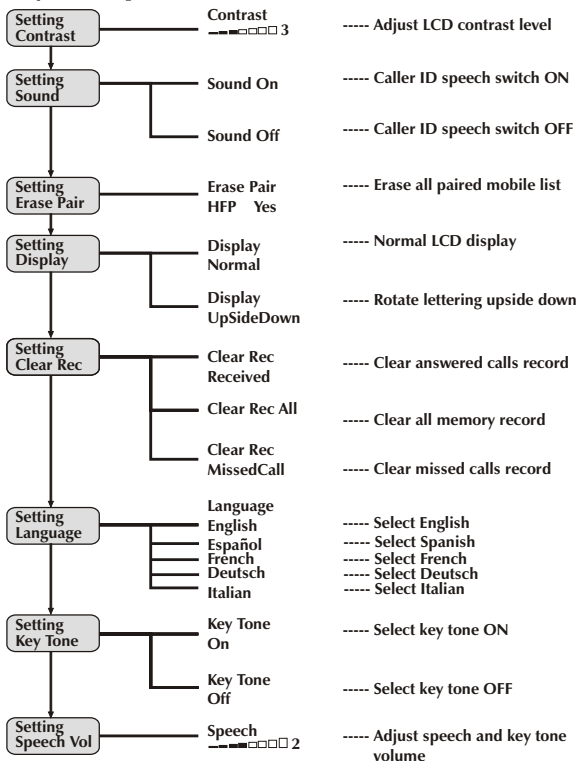 Setting
Contrast
Contrast
3
----- Adjust LCD contrast level
Setting
Sound
Sound On
----- Caller ID speech switch ON
Sound Off
----- Caller ID speech switch OFF
Setting
Erase Pair
Erase Pair
HFP Yes
----- Erase all paired mobile list
Setting
Display
Display
Normal
----- Normal LCD display
Display
UpSideDown
----- Rotate lettering upside down
Setting
Clear Rec
Clear Rec
Received
----- Clear answered calls record
Clear Rec All
----- Clear all memory record
Clear Rec
MissedCall
----- Clear missed calls record
Setting
Language
Language
English
----- Select English
Español
----- Select Spanish
French
----- Select French
Deutsch
----- Select Deutsch
Italian
----- Select Italian
Setting
Key Tone
Key Tone
On
----- Select key tone ON
Key Tone
Off
----- Select key tone OFF
Setting
Speech Vol
Speech
2
----- Adjust speech and key tone
volume